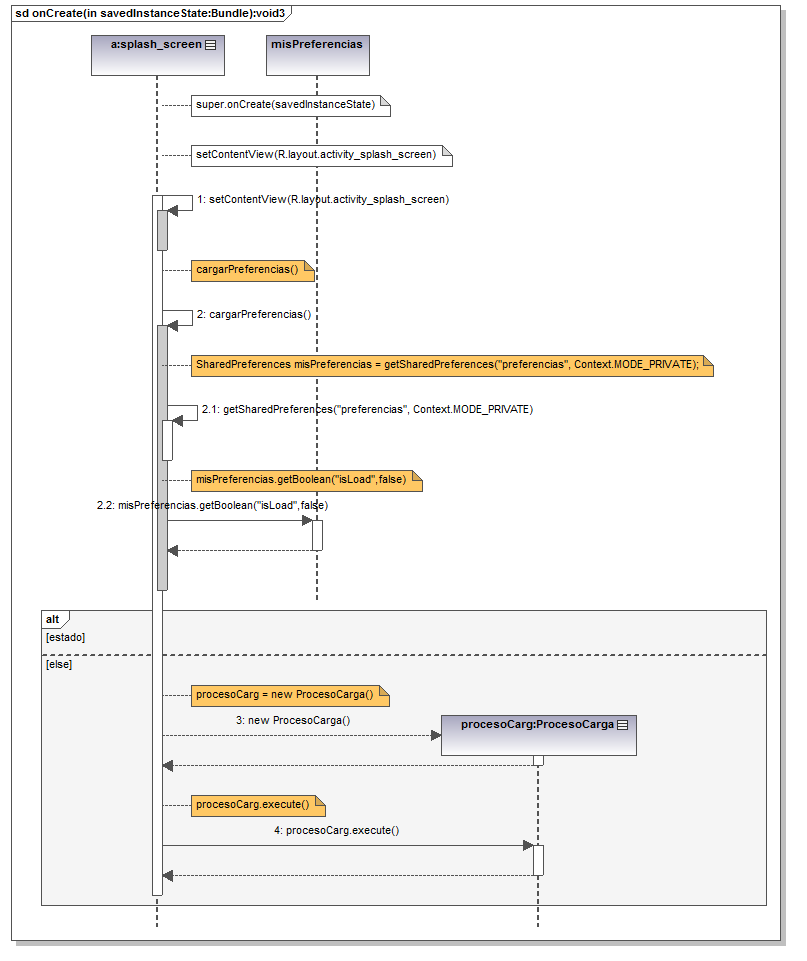 sd onCreate(in savedInstanceState:Bundle):void3
a:splash_screen
misPreferencias
super.onCreate(savedInstanceState)
setContentView(R.layout.activity_splash_screen)
1: setContentView(R.layout.activity_splash_screen)
cargarPreferencias()
2: cargarPreferencias()
SharedPreferences misPreferencias = getSharedPreferences("preferencias", Context.MODE_PRIVATE);
2.1: getSharedPreferences("preferencias", Context.MODE_PRIVATE)
misPreferencias.getBoolean("isLoad",false)
2.2: misPreferencias.getBoolean("isLoad",false)
alt
[estado]
[else]
procesoCarg = new ProcesoCarga()
3: new ProcesoCarga()
procesoCarg:ProcesoCarga
procesoCarg.execute()
4: procesoCarg.execute()